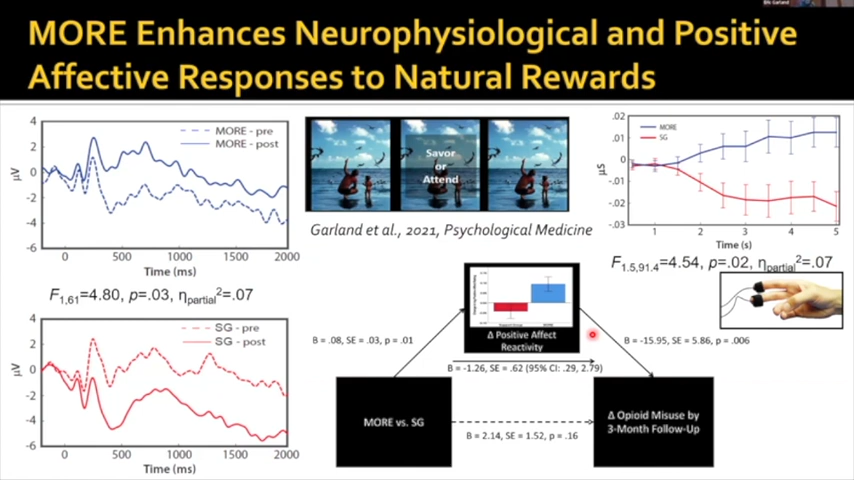 Eric Garland
MORE Enhances Neurophysiological and Positive
Affective Responses to Natural Rewards
4
2
0
-2
-4
-6
µV
MORE - pre
MORE - post
0 500 1000 1500 2000
Time (ms)
F1,61=4.80, p=.03, ηpartial²=.07
4
2
0
-2
-4
-6
µV
SG - pre
SG - post
0 500 1000 1500 2000
Time (ms)
Savor
or
Attend
Garland et al., 2021, Psychological Medicine
.02
.01
0
-.01
-.03
µS
MORE
SG
1 2 3 4 5
Time (s)
F1.5,91.4=4.54, p=.02, ηpartial²=.07
Δ Positive Affect
Reactivity
B = .08, SE = .03, p = .01
B = -15.95, SE = 5.86, p = .006
B = -1.26, SE = .62 (95% CI: .29, 2.79)
MORE vs. SG
B = 2.14, SE = 1.52, p = .16
Δ Opioid Misuse by
3-Month Follow-Up